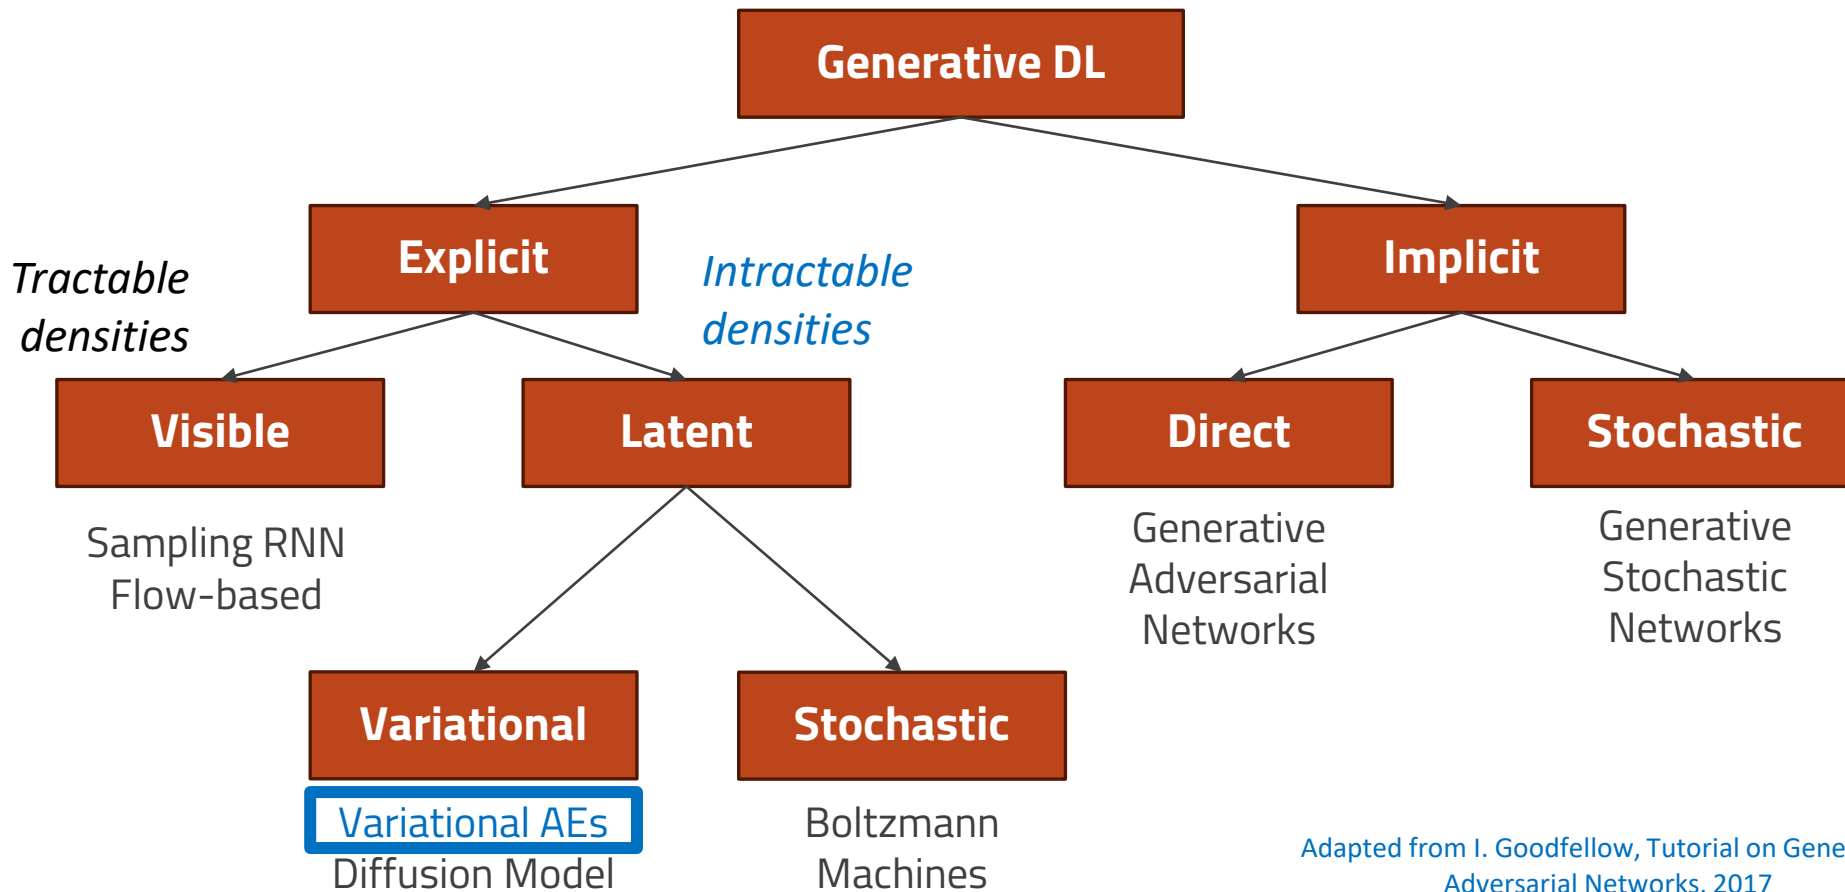 Generative DL
Explicit
Implicit
Tractable
densities
Intractable
densities
Visible
Latent
Direct
Stochastic
Sampling RNN
Flow-based
Generative
Adversarial
Networks
Generative
Stochastic
Networks
Variational
Stochastic
Variational AEs
Diffusion Model
Boltzmann
Machines
Adapted from I. Goodfellow, Tutorial on Gene
Adversarial Networks, 2017